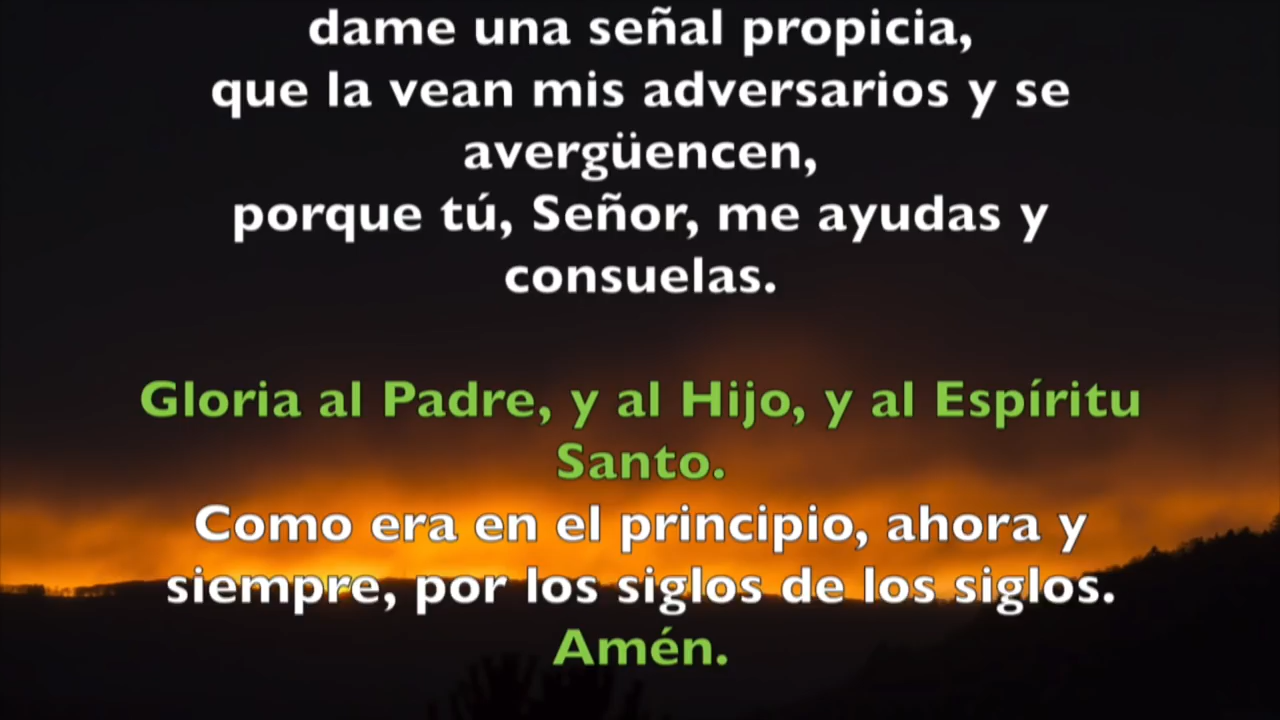 dame una señal propicia,
que la vean mis adversarios y se
avergüencen,
porque tú, Señor, me ayudas y
consuelas.
Gloria al Padre, y al Hijo, y al Espíritu
Santo.
Como era en el principio, ahora y
siempre, por los siglos de los siglos.
Amén.